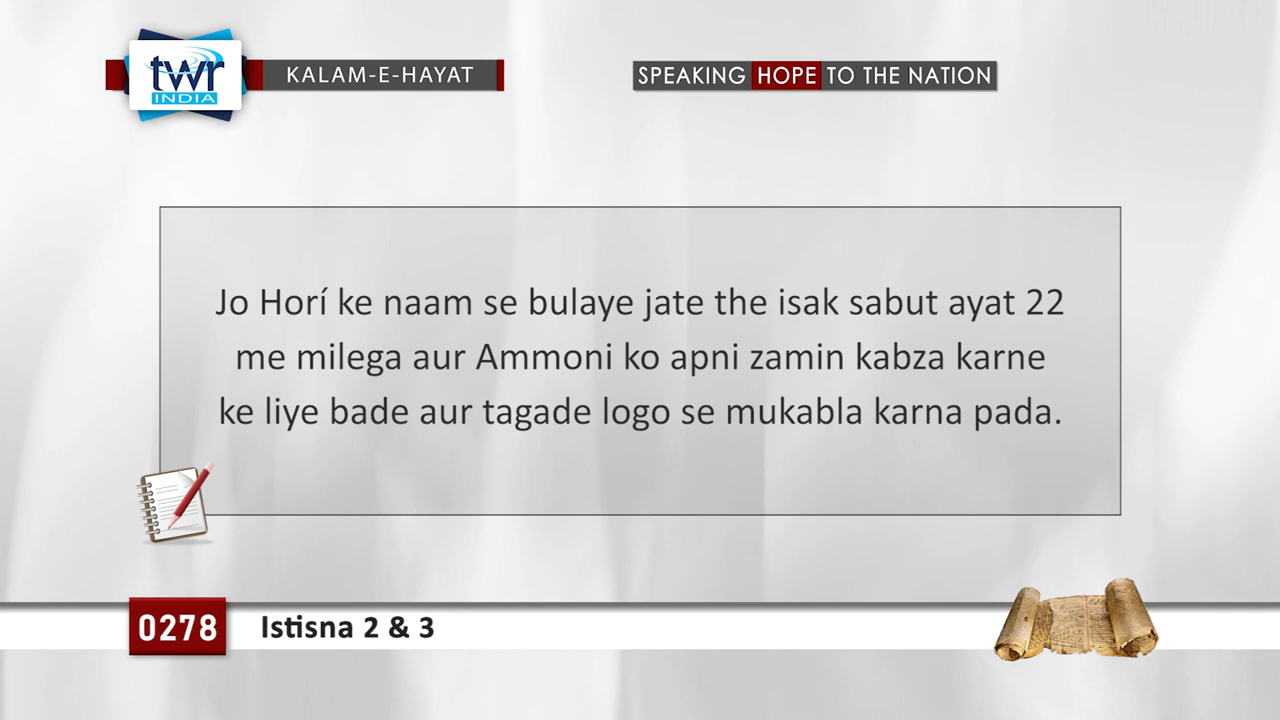 twr
INDIA
KALAM-E-HAYAT
SPEAKING HOPE TO THE NATION
Jo Horí ke naam se bulaye jate the isak sabut ayat 22
me milega aur Ammoni ko apni zamin kabza karne
ke liye bade aur tagade logo se mukabla karna pada.
0278
Istisna 2 & 3